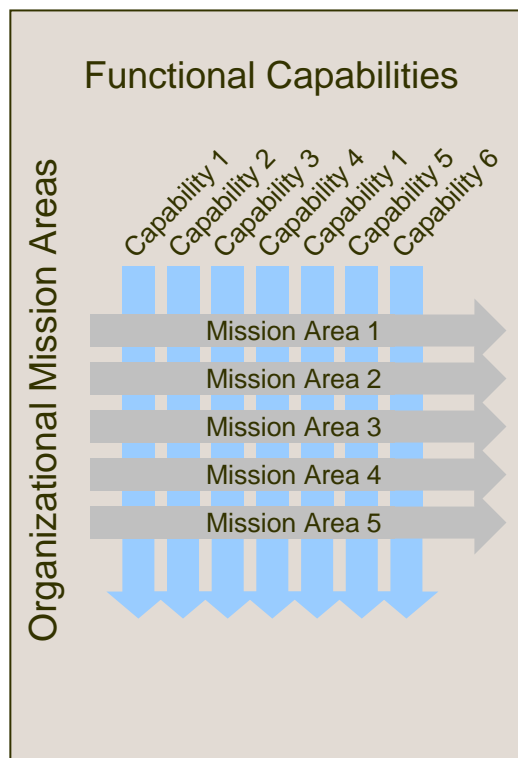 Functional Capabilities
Organizational Mission Areas
Capability 1
Capability 2
Capability 3
Capability 4
Capability 1
Capability 5
Capability 6
Mission Area 1
Mission Area 2
Mission Area 3
Mission Area 4
Mission Area 5